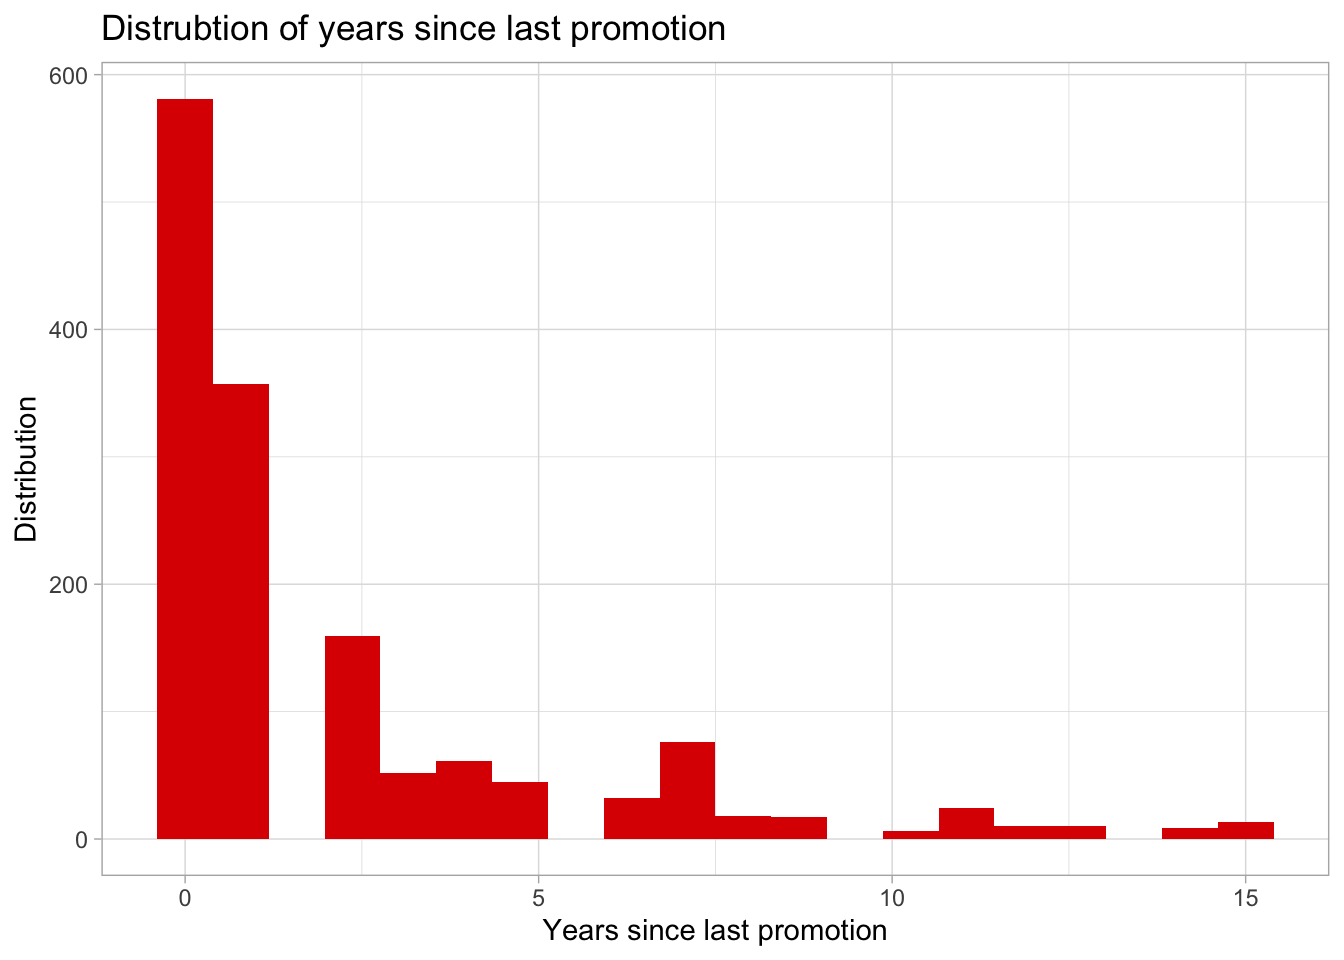 Distrubtion of years since last promotion
600
400
200
0
Distribution
0 5 10 15
Years since last promotion